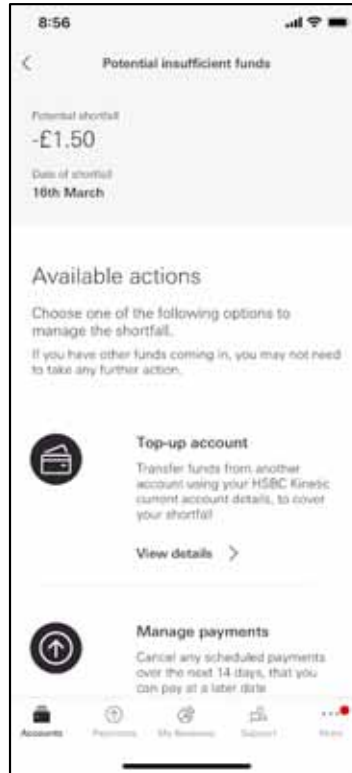 8:56
Potential insufficient funds
Potential shortfall
-£1.50
Date of shortfall
16th March
Available actions
Choose one of the following options to
manage the shortfall.
If you have other funds coming in, you may not need
to take any further action.
Top-up account
Transfer funds from another
account using your HSBC Kinetic
current account details, to cover
your shortfall
View details
Manage payments
Cancel any scheduled payments
over the next 14 days, that you
can pay at a later date
Accounts
Payments
My Business
Support
More